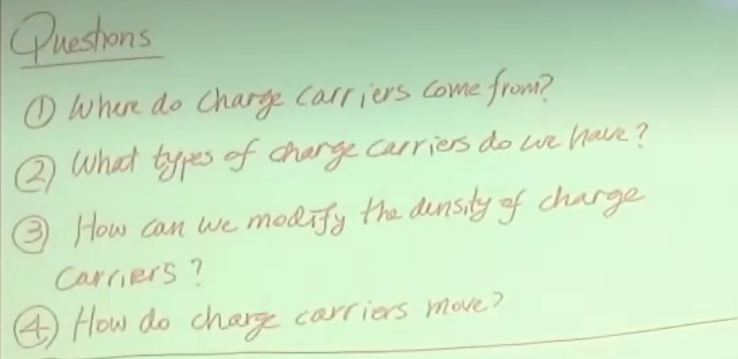 Questions
① Where do charge carriers come from?
② What types of charge carriers do we have?
③ How can we modify the density of charge
carriers?
④ How do charge carriers move?